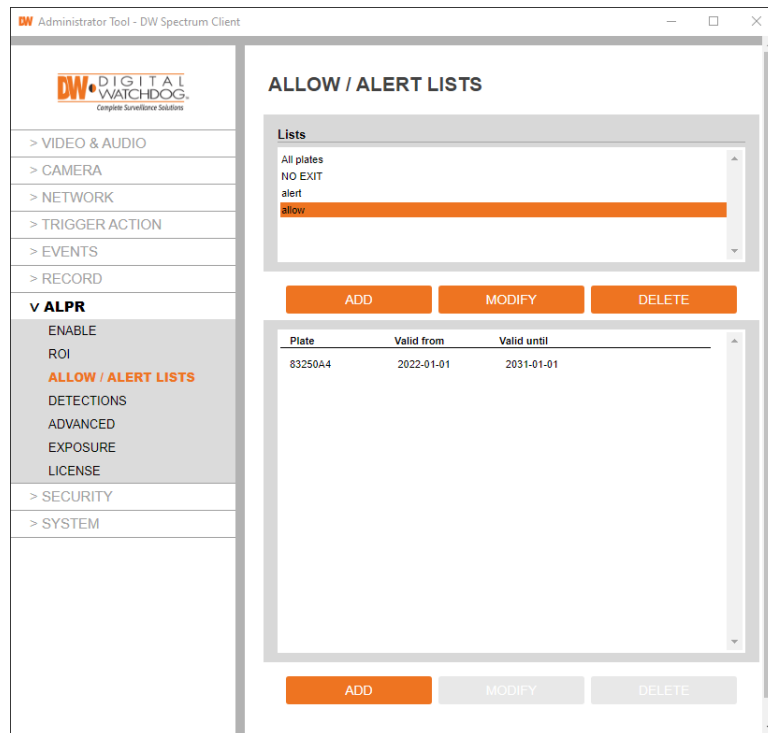 DW Administrator Tool - DW Spectrum Client
DW DIGITAL
WATCHDOG.
Complete Surveillance Solutions
> VIDEO & AUDIO
> CAMERA
> NETWORK
> TRIGGER ACTION
> EVENTS
> RECORD
v ALPR
ENABLE
ROI
ALLOW / ALERT LISTS
DETECTIONS
ADVANCED
EXPOSURE
LICENSE
> SECURITY
> SYSTEM
ALLOW / ALERT LISTS
Lists
All plates
NO EXIT
alert
allow
ADD MODIFY DELETE
Plate Valid from Valid until
83250A4 2022-01-01 2031-01-01
ADD MODIFY DELETE